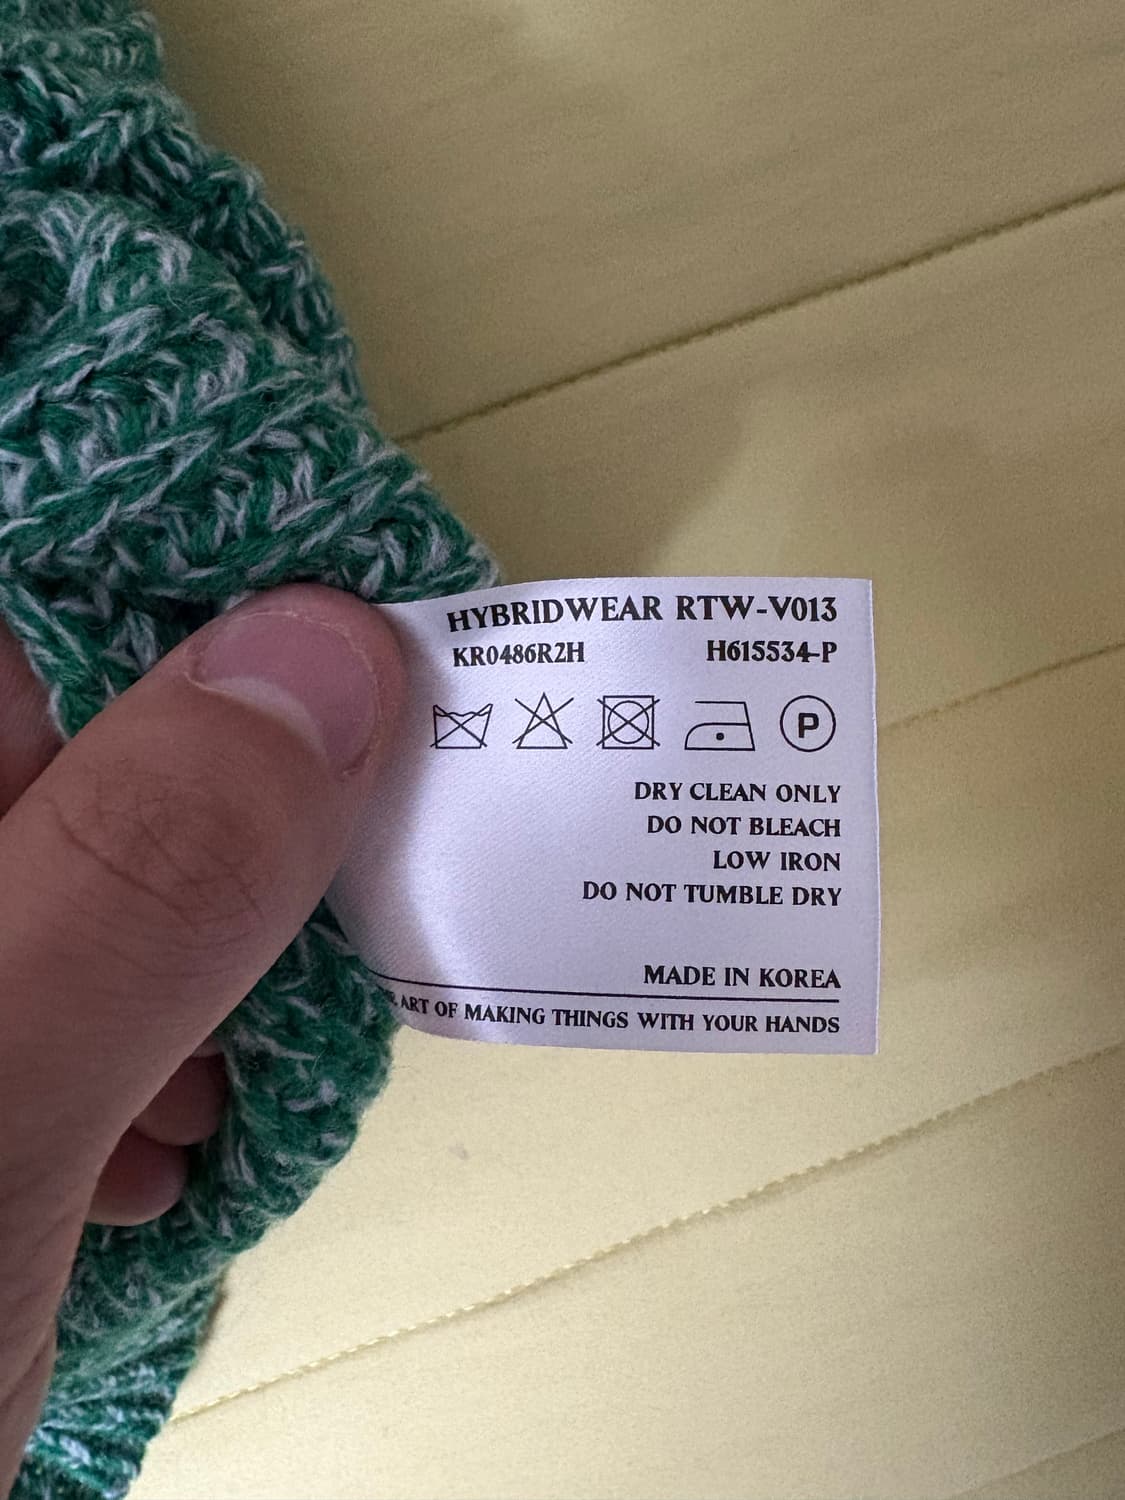 HYBRIDWEAR RTW-V013
KR0486R2H H615534-P
P
DRY CLEAN ONLY
DO NOT BLEACH
LOW IRON
DO NOT TUMBLE DRY
MADE IN KOREA
ART OF MAKING THINGS WITH YOUR HANDS